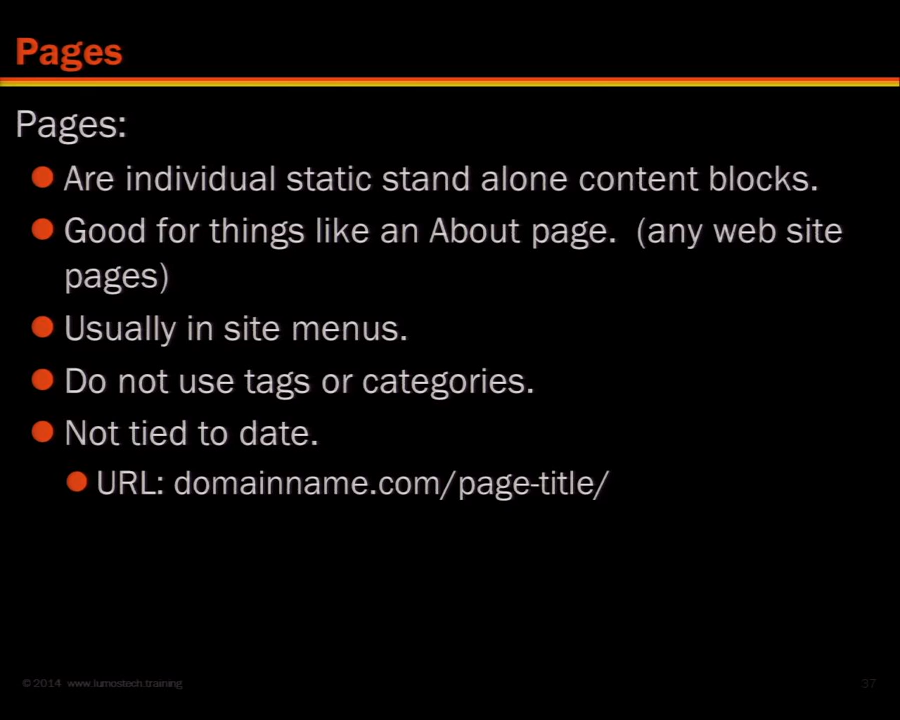 Pages
Pages:
Are individual static stand alone content blocks.
Good for things like an About page.  (any web site
pages)
Usually in site menus.
Do not use tags or categories.
Not tied to date.
URL: domainname.com/page-title/
© 2014 www.lumostech.training
37